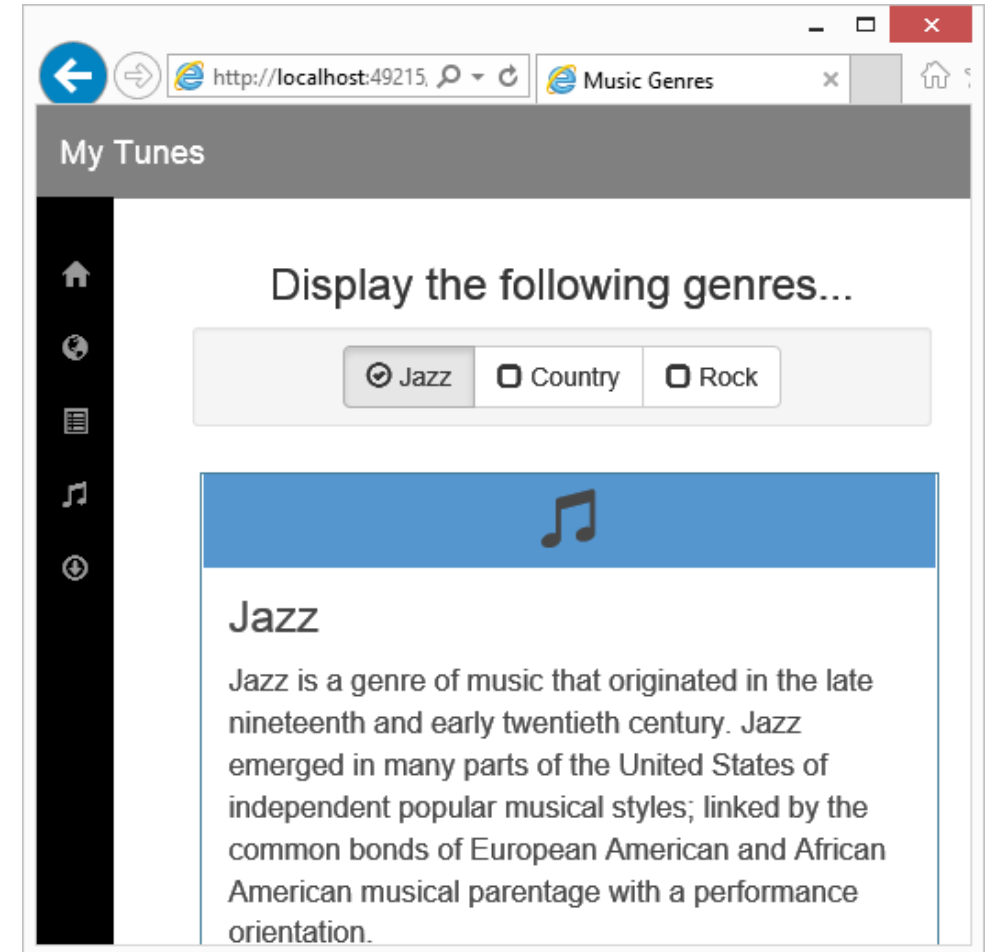 http://localhost:49215,
Music Genres
My Tunes
Display the following genres...
Jazz Country Rock
Jazz
Jazz is a genre of music that originated in the late
nineteenth and early twentieth century. Jazz
emerged in many parts of the United States of
independent popular musical styles; linked by the
common bonds of European American and African
American musical parentage with a performance
orientation.